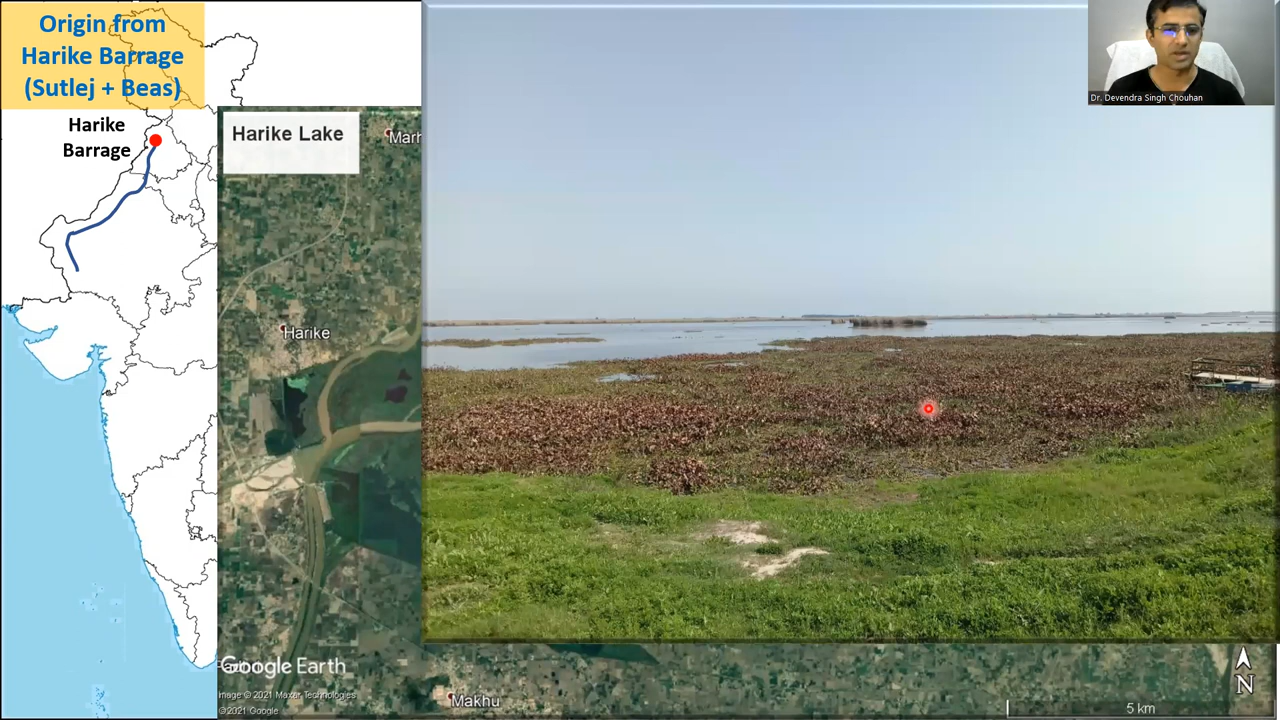 Origin from
Harike Barrage
(Sutlej + Beas)
Harike
Barrage
Harike Lake
Marh
Harike
Dr. Devendra Singh Chouhan
Google Earth
Image © 2021 Maxar Technologies
©2021 Google
Makhu
N
5 km